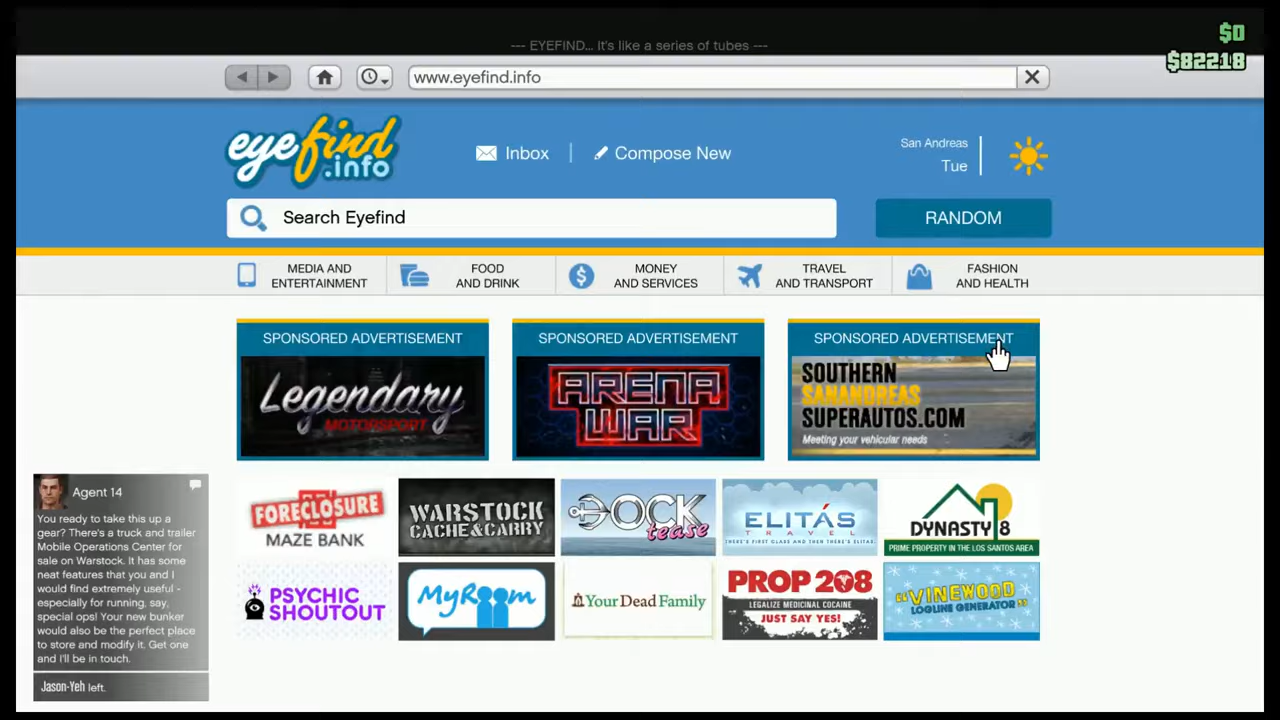 --- EYEFIND... It's like a series of tubes ---
$0
$82218
www.eyefind.info
eyefind
.info
Inbox
Compose New
San Andreas
Tue
Search Eyefind
RANDOM
MEDIA AND
ENTERTAINMENT
FOOD
AND DRINK
MONEY
AND SERVICES
TRAVEL
AND TRANSPORT
FASHION
AND HEALTH
SPONSORED ADVERTISEMENT
Legendary
MOTORSPORT
SPONSORED ADVERTISEMENT
ARENA
WAR
SPONSORED ADVERTISEMENT
SOUTHERN
SANANDREAS
SUPERAUTOS.COM
Meeting your vehicular needs
FORECLOSURE
MAZE BANK
WARSTOCK
CACHE&CARRY
DOCK
tease
ELITÁS
TRAVEL
THERE'S FIRST CLASS AND THEN THERE'S ELITAS.
DYNASTY 8
PRIME PROPERTY IN THE LOS SANTOS AREA
PSYCHIC
SHOUTOUT
MyRoom
Your Dead Family
PROP 208
LEGALIZE MEDICINAL COCAINE
JUST SAY YES!
"VINEWOOD
LOGLINE GENERATOR"
Agent 14
You ready to take this up a
gear? There's a truck and trailer
Mobile Operations Center for
sale on Warstock. It has some
neat features that you and I
would find extremely useful -
especially for running, say,
special ops! Your new bunker
would also be the perfect place
to store and modify it. Get one
and I'll be in touch.
Jason-Yeh left.